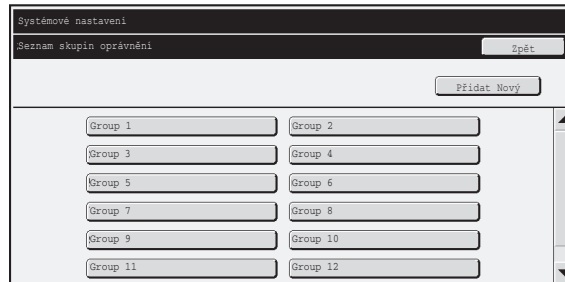 Systémové nastavení
Seznam skupin oprávnění
Zpět
Přidat Nový
Group 1 Group 2
Group 3 Group 4
Group 5 Group 6
Group 7 Group 8
Group 9 Group 10
Group 11 Group 12